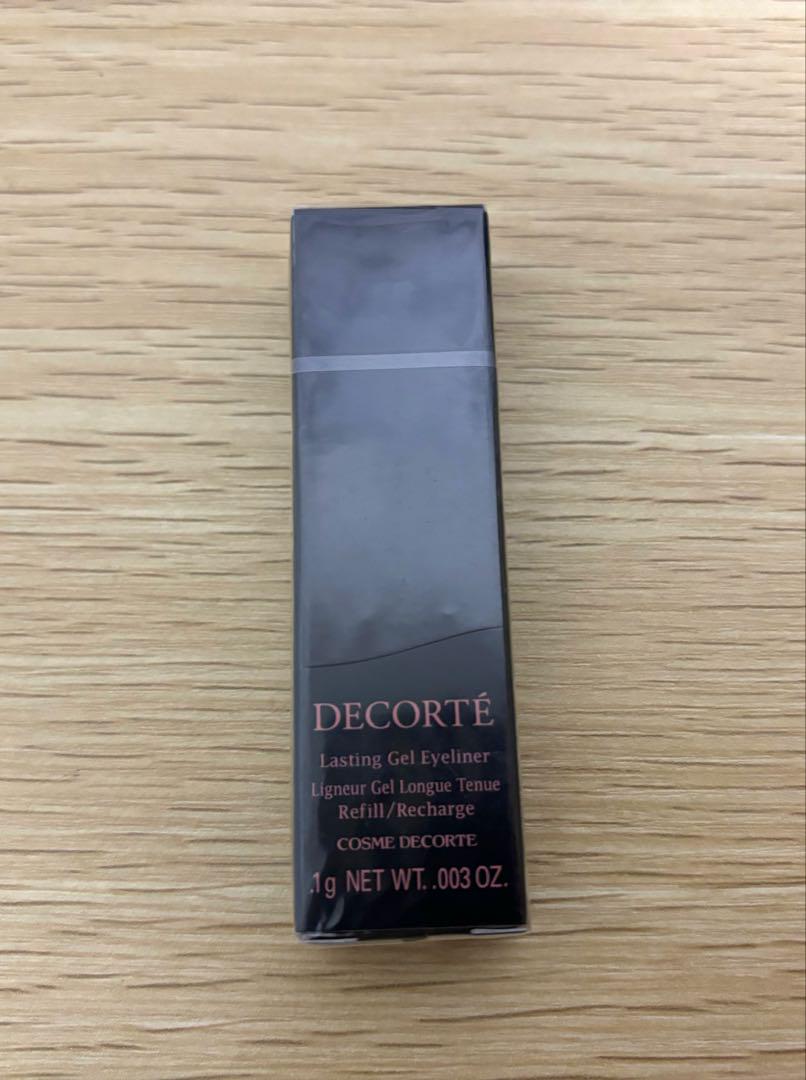 DECORTÉ
Lasting Gel Eyeliner
Ligneur Gel Longue Tenue
Refill/Recharge
COSME DECORTE
.1g NET WT. .003 OZ.